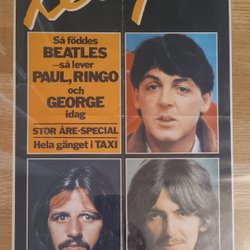 Så föddes
BEATLES
–så lever
PAUL, RINGO
och
GEORGE
idag
STOR ÅRE-SPECIAL
Hela gänget i TAXI